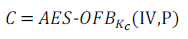 C = AES-OFB_{K_c}(IV,P)